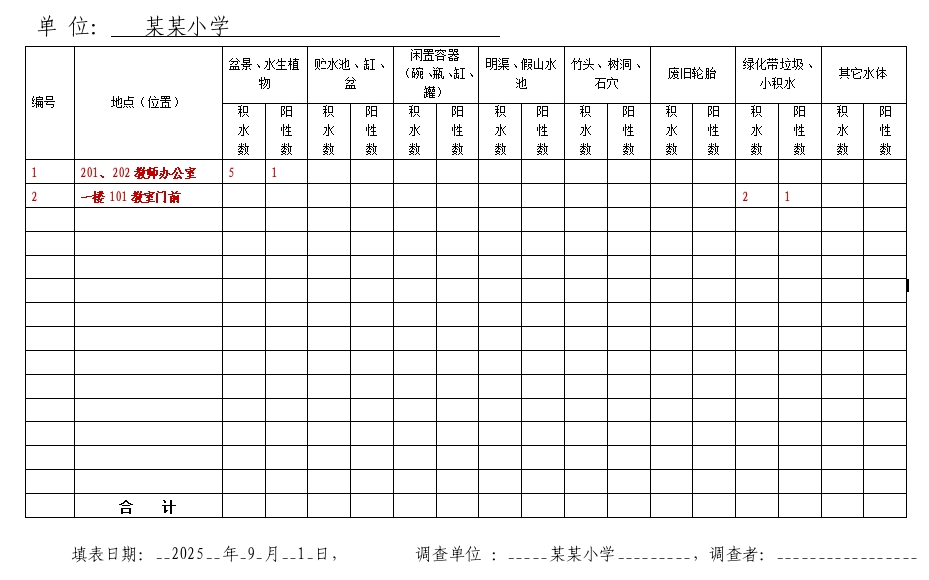 单 位： 某某小学
编号 地点（位置） 盆景、水生植物 贮水池、缸、盆 闲置容器（碗、瓶、缸、罐） 明渠、假山水池 竹头、树洞、石穴 废旧轮胎 绿化带垃圾、小积水 其它水体
积水数 阳性数 积水数 阳性数 积水数 阳性数 积水数 阳性数 积水数 阳性数 积水数 阳性数 积水数 阳性数 积水数 阳性数
1 201、202 教师办公室 5 1
2 一楼 101 教室门前 2 1
合 计
填表日期：__2025__年_9_月__1_日， 调查单位 ：_____某某小学_________，调查者：_________________